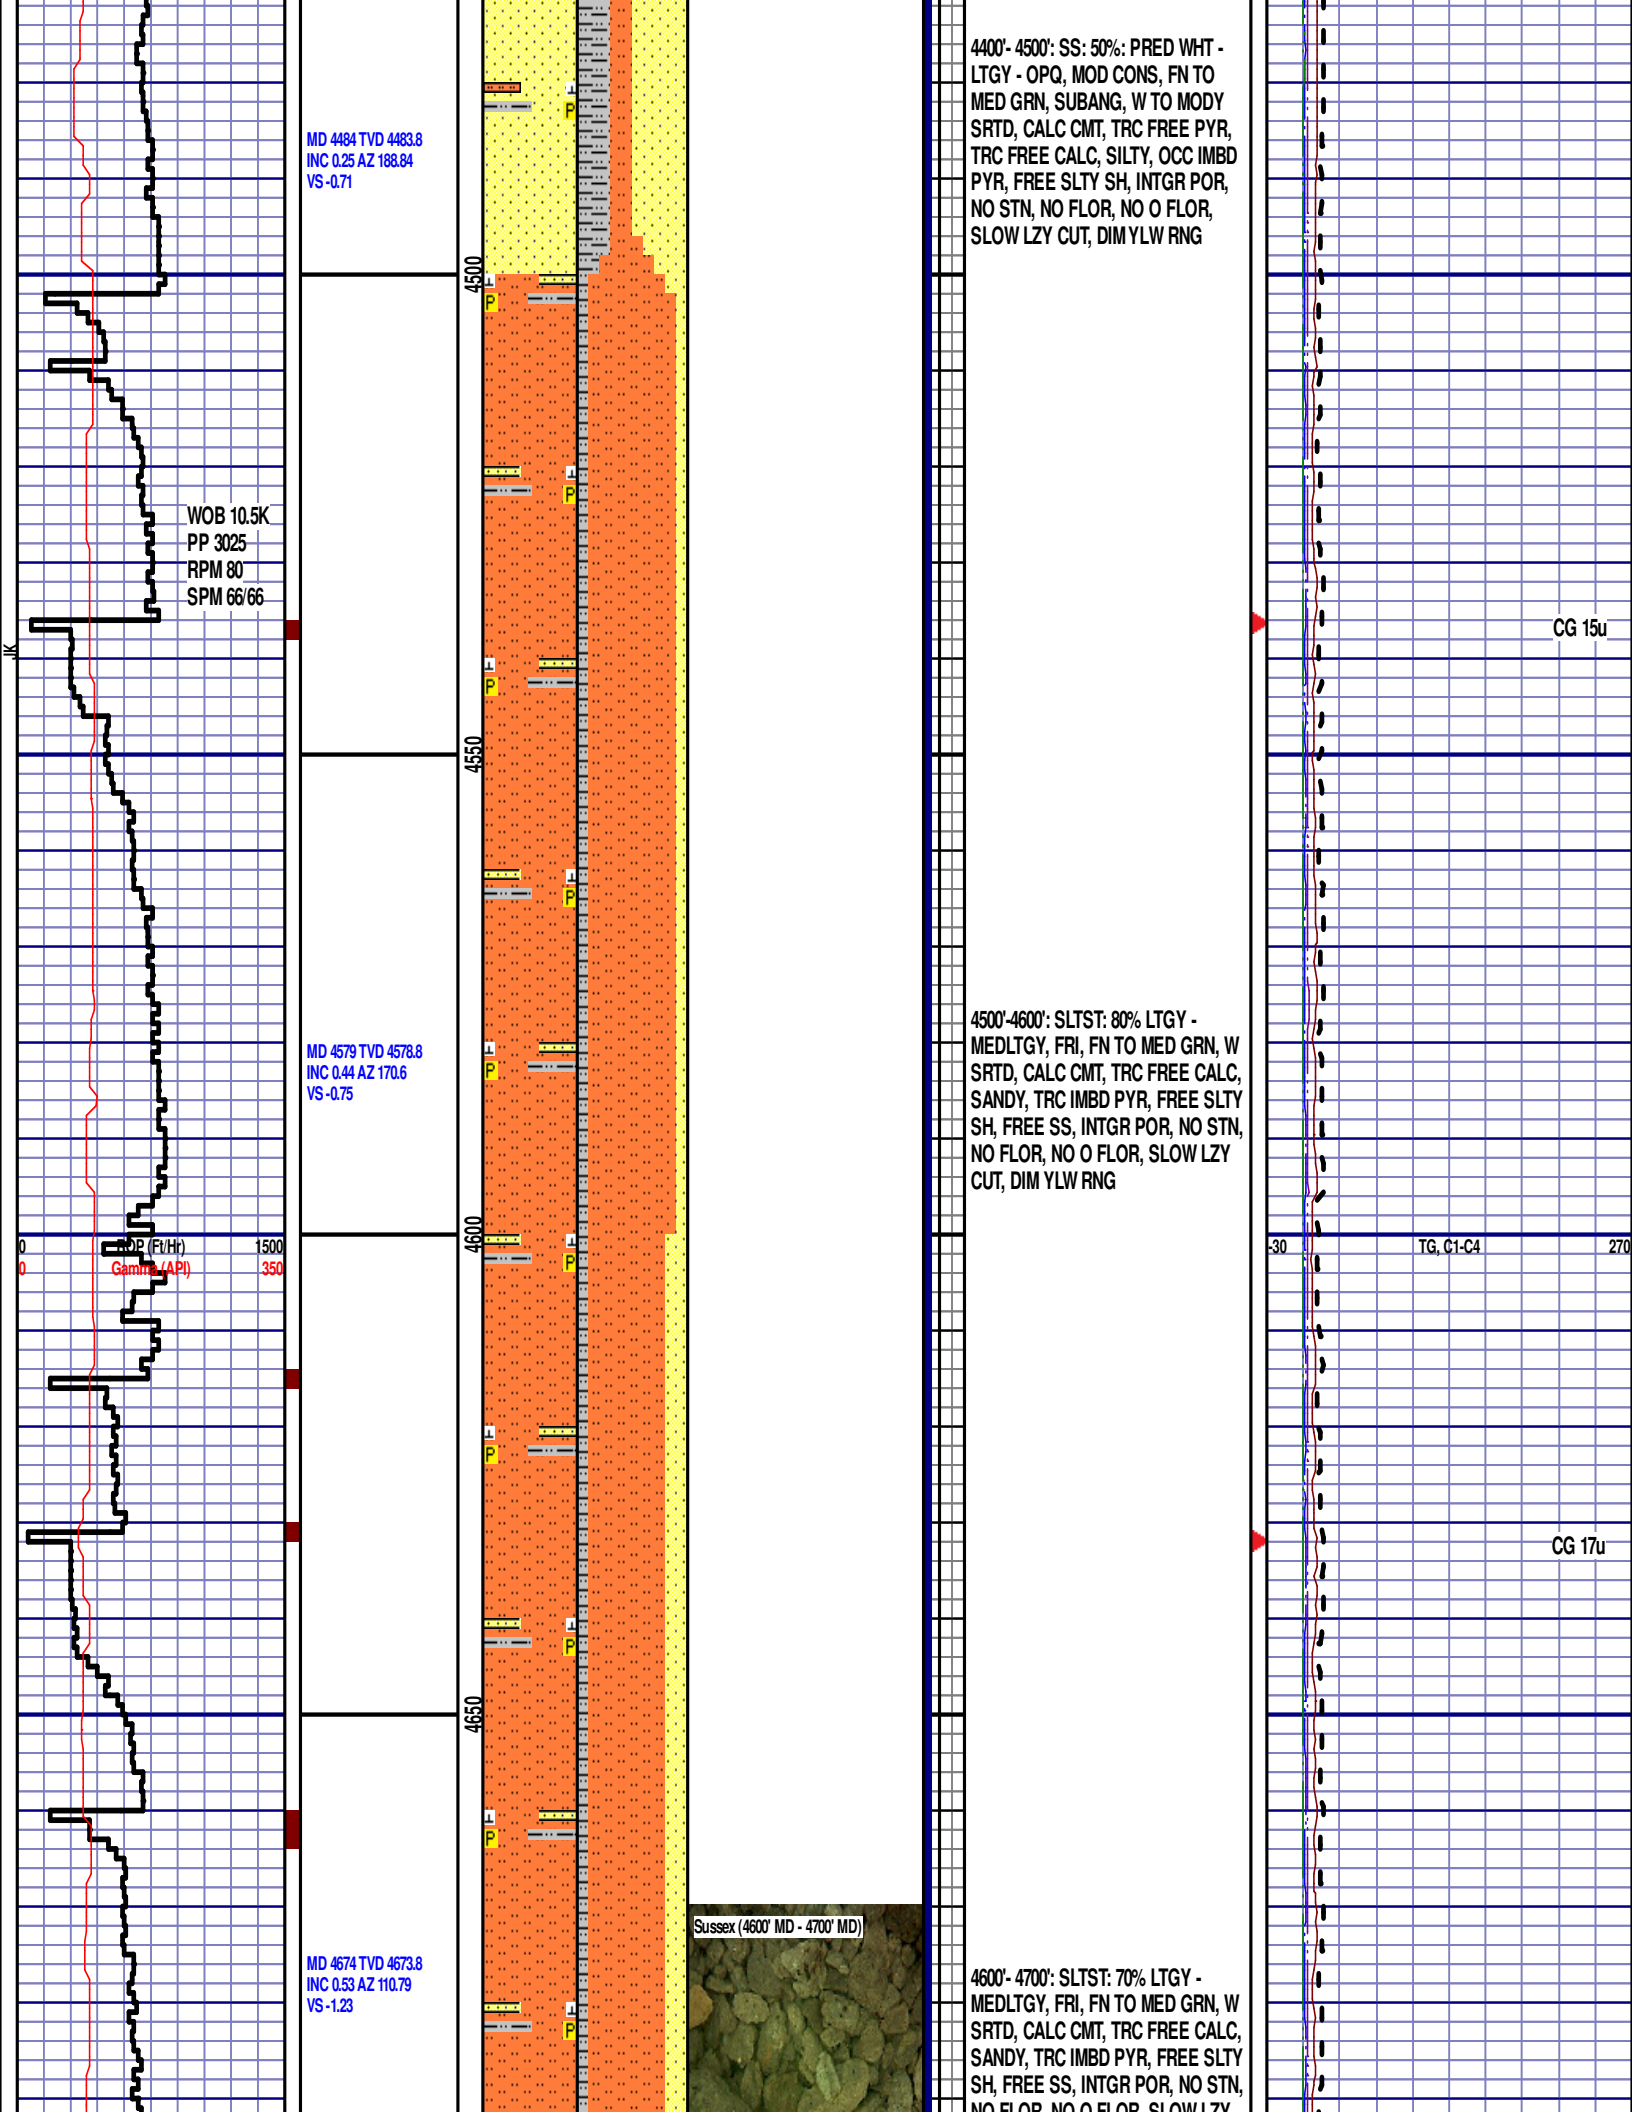 4400'- 4500': SS: 50%: PRED WHT -
LTGY - OPQ, MOD CONS, FN TO
MED GRN, SUBANG, W TO MODY
SRTD, CALC CMT, TRC FREE PYR,
TRC FREE CALC, SILTY, OCC IMBD
PYR, FREE SLTY SH, INTGR POR,
NO STN, NO FLOR, NO O FLOR,
SLOW LZY CUT, DIM YLW RNG
P
MD 4484 TVD 4483.8
INC 0.25 AZ 188.84
VS -0.71
4500
P
P
WOB 10.5K
PP 3025
RPM 80
SPM 66/66
CG 15u
JK
P
4550
P
4500'-4600': SLTST: 80% LTGY -
MEDLTGY, FRI, FN TO MED GRN, W
SRTD, CALC CMT, TRC FREE CALC,
SANDY, TRC IMBD PYR, FREE SLTY
SH, FREE SS, INTGR POR, NO STN,
NO FLOR, NO O FLOR, SLOW LZY
CUT, DIM YLW RNG
MD 4579 TVD 4578.8
INC 0.44 AZ 170.6
VS -0.75
P
4600
0 ROP (Ft/Hr) 1500
0 Gamma (API) 350
-30 TG, C1-C4 270
P
P
CG 17u
P
4650
P
Sussex (4600' MD - 4700' MD)
MD 4674 TVD 4673.8
INC 0.53 AZ 110.79
VS -1.23
P
4600'- 4700': SLTST: 70% LTGY -
MEDLTGY, FRI, FN TO MED GRN, W
SRTD, CALC CMT, TRC FREE CALC,
SANDY, TRC IMBD PYR, FREE SLTY
SH, FREE SS, INTGR POR, NO STN,
NO FLOR, NO O FLOR, SLOW LZY